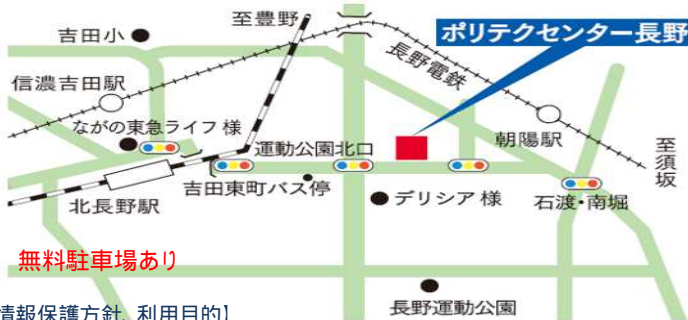 至豊野
吉田小
ポリテクセンター長野
長野電鉄
信濃吉田駅
ながの東急ライフ 様
運動公園北口
朝陽駅
至須坂
吉田東町バス停
北長野駅
デリシア 様
石渡・南堀
無料駐車場あり
長野運動公園
情報保護方針、利用目的】